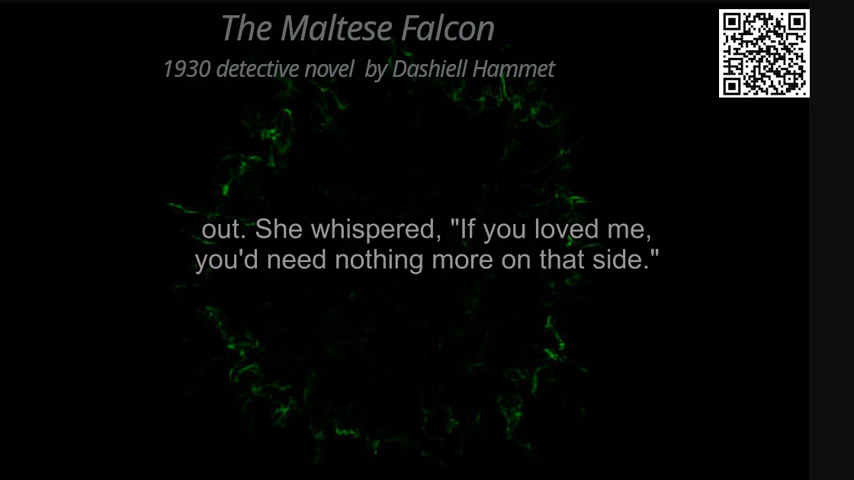 The Maltese Falcon
1930 detective novel by Dashiell Hammet
out. She whispered, "If you loved me,
you'd need nothing more on that side."